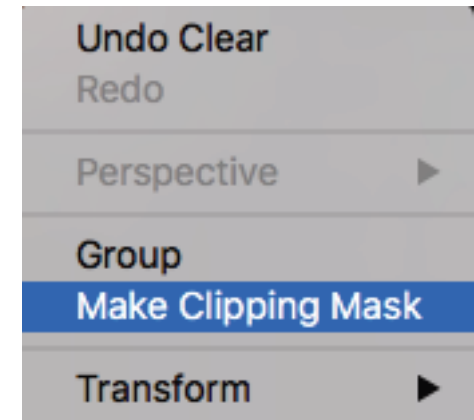 Undo Clear
Redo
Perspective
Group
Make Clipping Mask
Transform